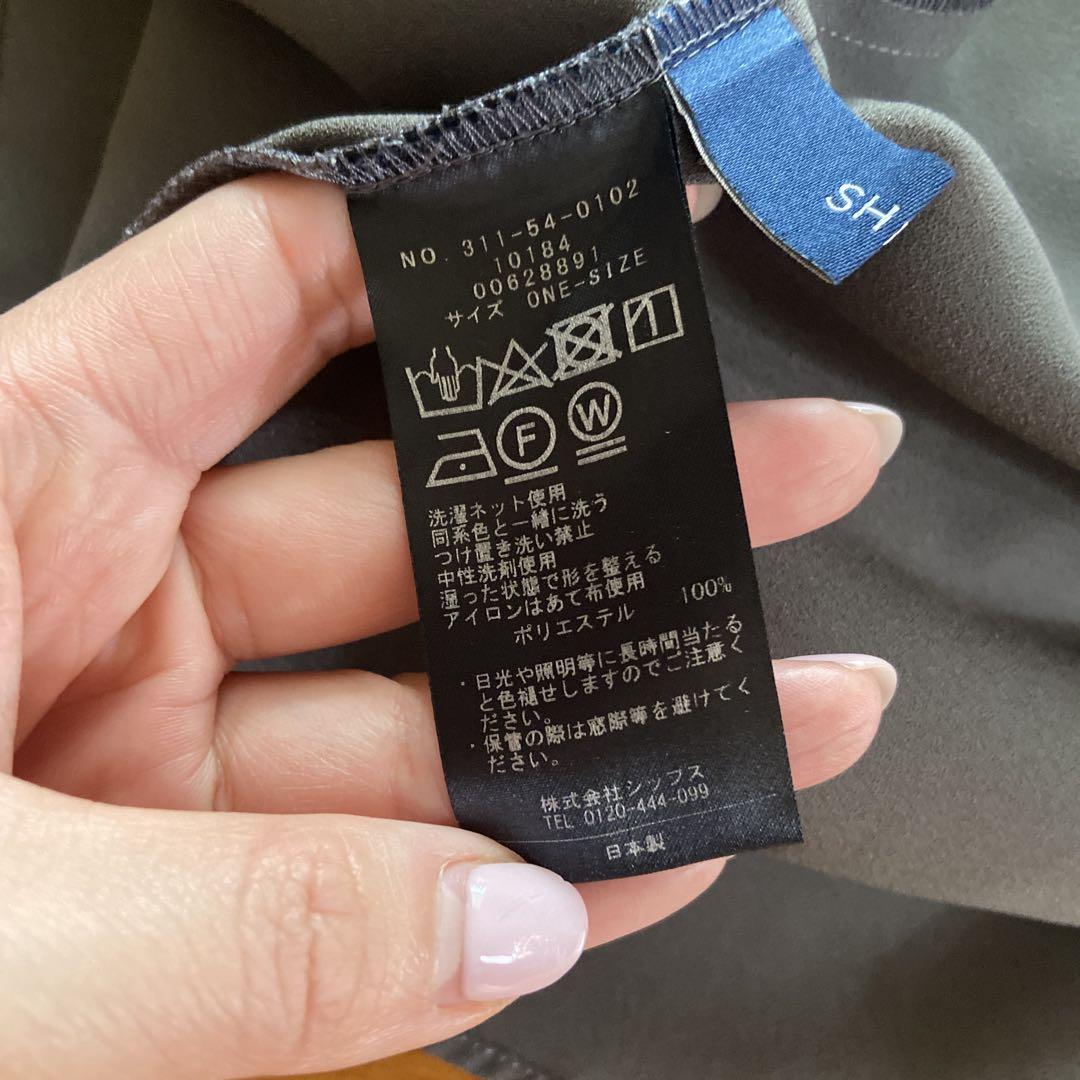 SH
NO. 311-54-0102
10184
00628891
サイズ ONE-SIZE
F W
洗濯ネット使用
同系色と一緒に洗う
つけ置き洗い禁止
中性洗剤使用
湿った状態で形を整える
アイロンはあて布使用
ポリエステル 100%
・日光や照明等に長時間当たる
と色褪せしますのでご注意く
ださい。
・保管の際は窓際等を避けてく
ださい。
株式会社シップス
TEL 0120-444-099
日本製